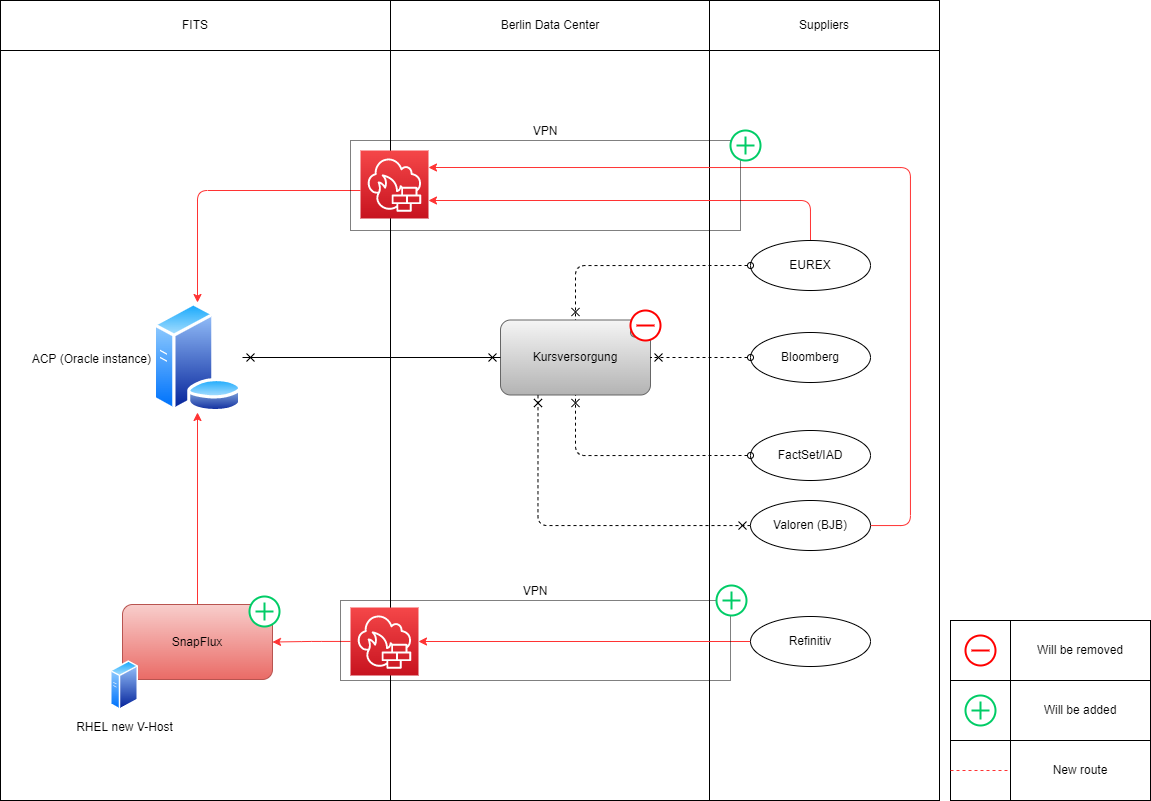 FITS
Berlin Data Center
Suppliers
VPN
EUREX
ACP (Oracle instance)
Kursversorgung
Bloomberg
FactSet/IAD
Valoren (BJB)
VPN
SnapFlux
Refinitiv
RHEL new V-Host
Will be removed
Will be added
New route